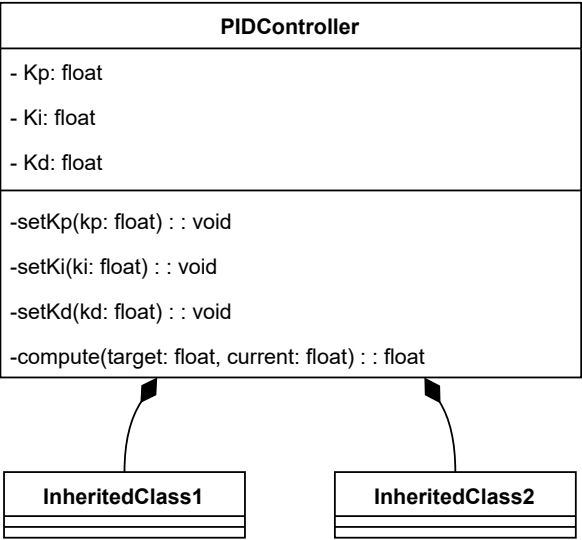 PIDController
- Kp: float
- Ki: float
- Kd: float
-setKp(kp: float) : : void
-setKi(ki: float) : : void
-setKd(kd: float) : : void
-compute(target: float, current: float) : : float
InheritedClass1
InheritedClass2